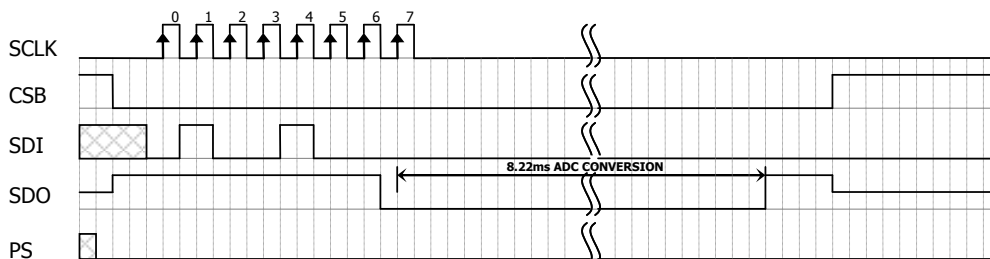 0 1 2 3 4 5 6 7
SCLK
CSB
SDI
8.22ms ADC CONVERSION
SDO
PS